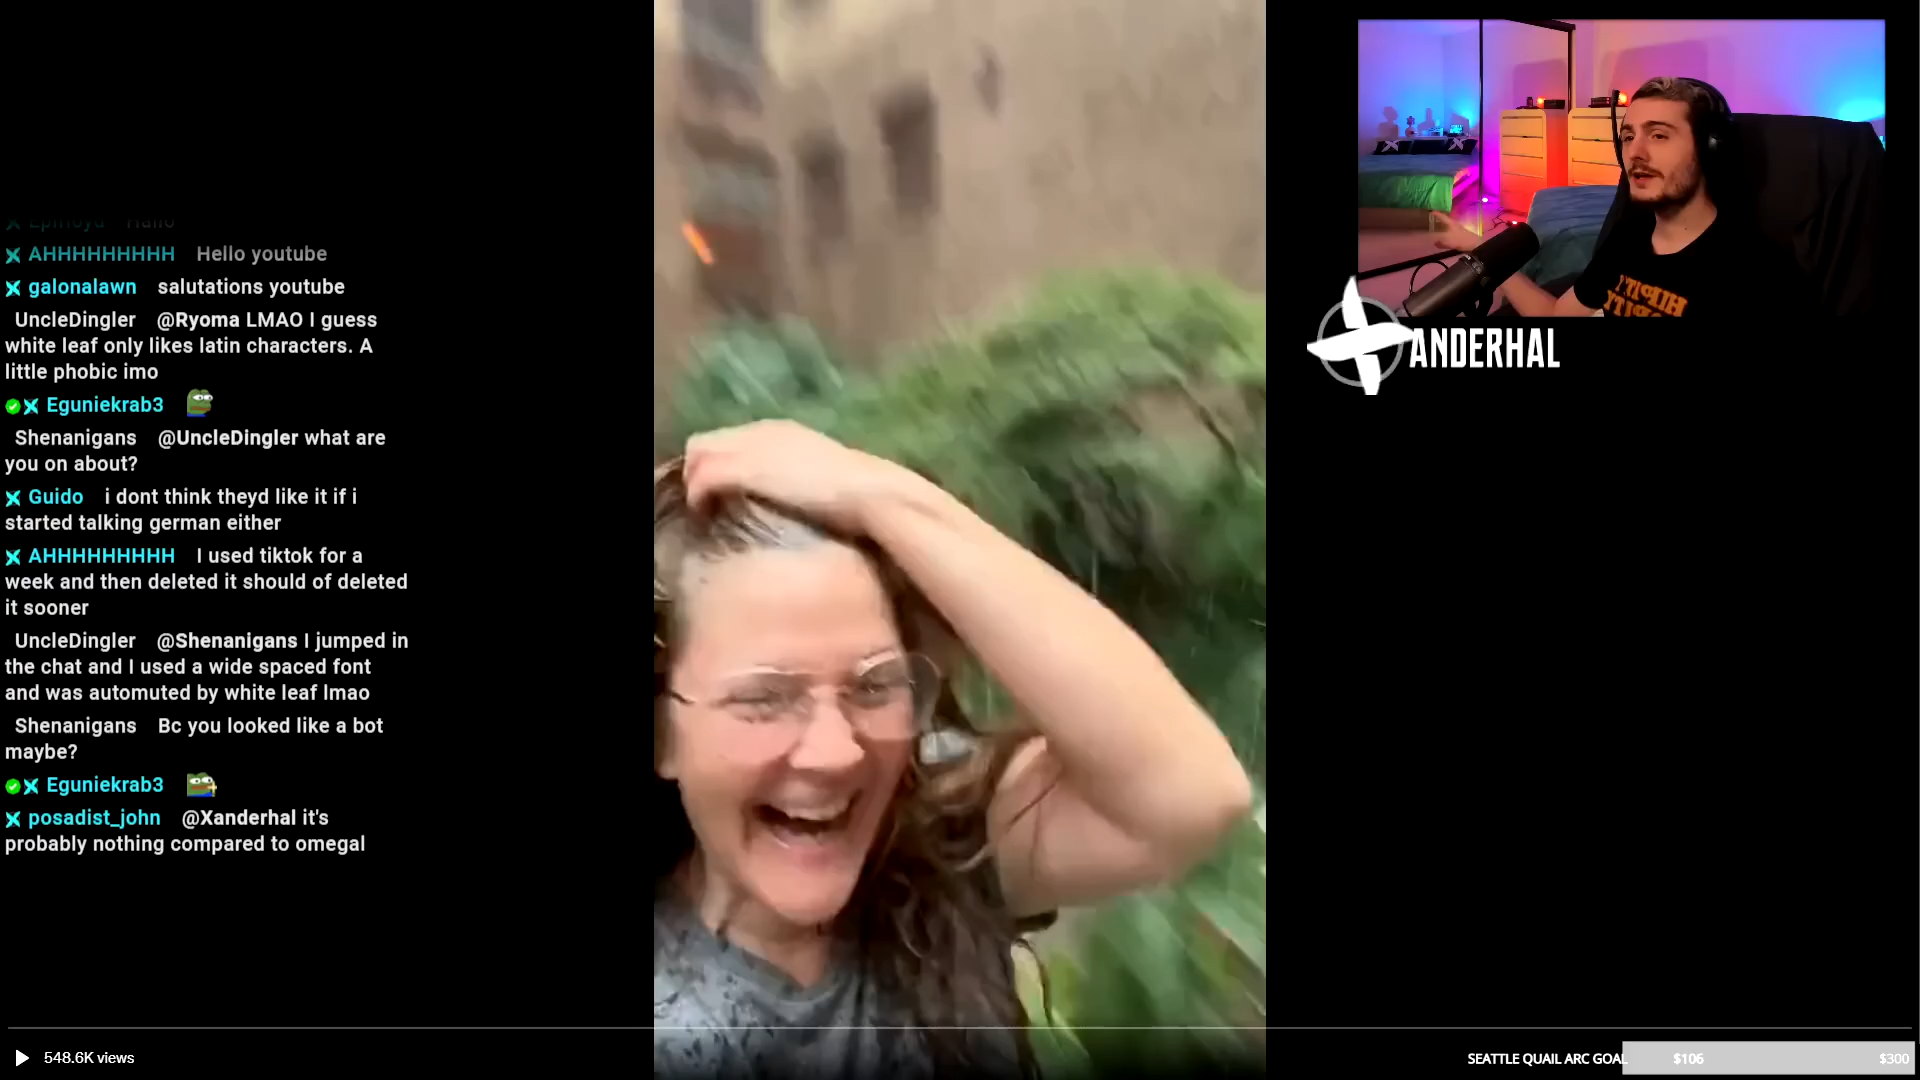 Epifloyd Hallo
AHHHHHHHHH Hello youtube
galonalawn salutations youtube
UncleDingler @Ryoma LMAO I guess
white leaf only likes latin characters. A
little phobic imo
Eguniekrab3
Shenanigans @UncleDingler what are
you on about?
Guido i dont think theyd like it if i
started talking german either
AHHHHHHHHH I used tiktok for a
week and then deleted it should of deleted
it sooner
UncleDingler @Shenanigans I jumped in
the chat and I used a wide spaced font
and was automuted by white leaf lmao
Shenanigans Bc you looked like a bot
maybe?
Eguniekrab3
posadist_john @Xanderhal it's
probably nothing compared to omegal
ANDERHAL
548.6K views
SEATTLE QUAIL ARC GOAL $106 $300